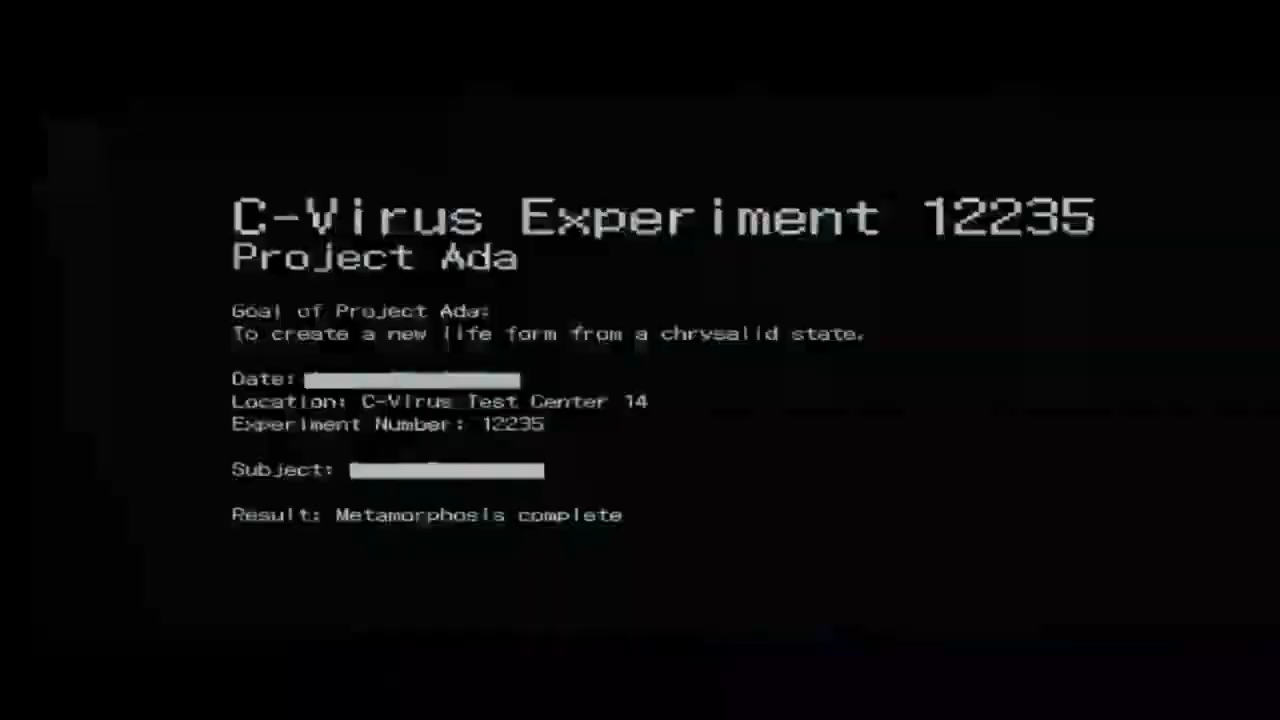 C-Virus Experiment 12235
Project Ada
Goal of Project Ada:
To create a new life form from a chrysalid state.
Date:
Location: C-Virus Test Center 14
Experiment Number: 12235
Subject:
Result: Metamorphosis complete